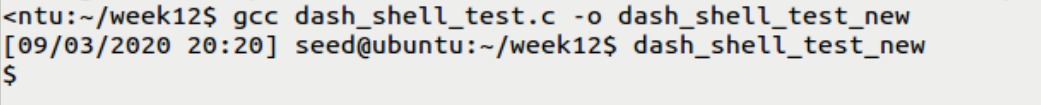 <ntu:~/week12$ gcc dash_shell_test.c -o dash_shell_test_new
[09/03/2020 20:20] seed@ubuntu:~/week12$ dash_shell_test_new
$